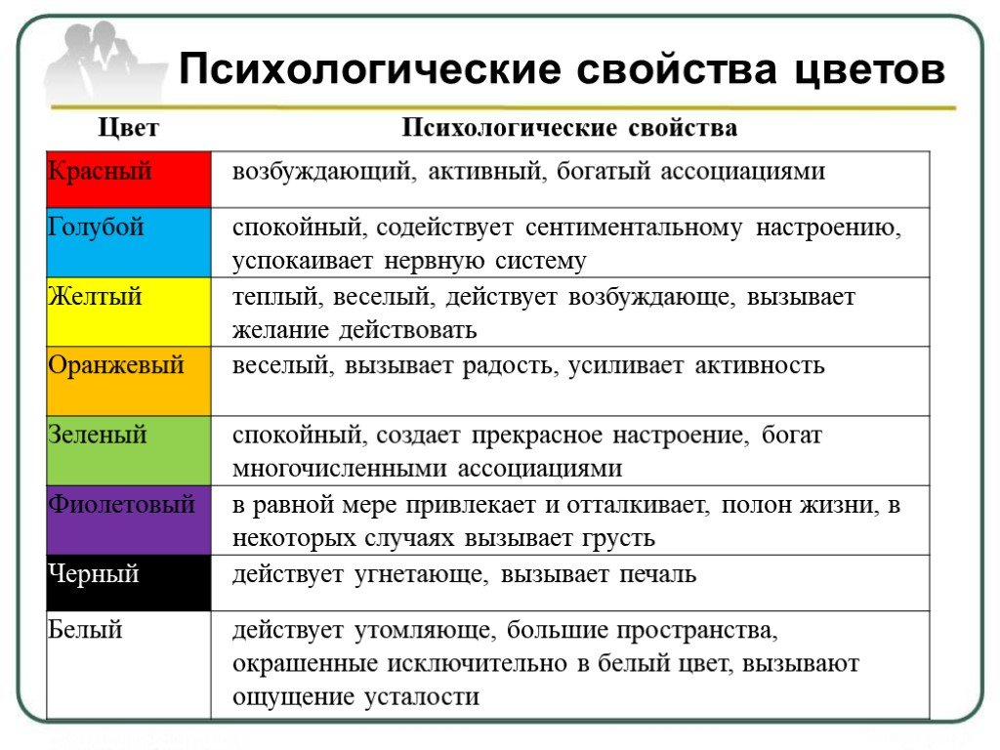 Психологические свойства цветов
Цвет Психологические свойства
Красный возбуждающий, активный, богатый ассоциациями
Голубой спокойный, содействует сентиментальному настроению,
успокаивает нервную систему
Желтый теплый, веселый, действует возбуждающе, вызывает
желание действовать
Оранжевый веселый, вызывает радость, усиливает активность
Зеленый спокойный, создает прекрасное настроение, богат
многочисленными ассоциациями
Фиолетовый в равной мере привлекает и отталкивает, полон жизни, в
некоторых случаях вызывает грусть
Черный действует угнетающе, вызывает печаль
Белый действует утомляюще, большие пространства,
окрашенные исключительно в белый цвет, вызывают
ощущение усталости